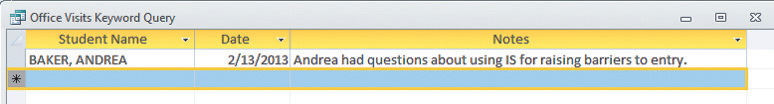 Office Visits Keyword Query
Student Name Date Notes
BAKER, ANDREA 2/13/2013 Andrea had questions about using IS for raising barriers to entry.